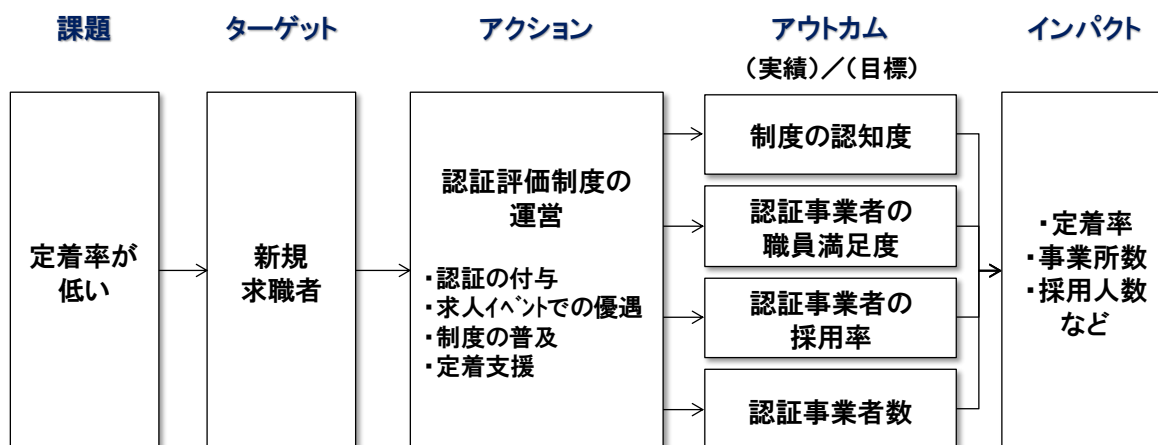 課題
ターゲット
アクション
アウトカム
(実績)/(目標)
インパクト
定着率が
低い
新規
求職者
認証評価制度の
運営
・認証の付与
・求人ｲﾍﾞﾝﾄでの優遇
・制度の普及
・定着支援
制度の認知度
認証事業者の
職員満足度
認証事業者の
採用率
認証事業者数
・定着率
・事業所数
・採用人数
など